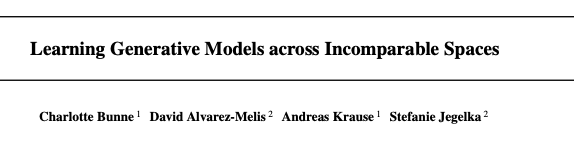 Learning Generative Models across Incomparable Spaces
Charlotte Bunne 1 David Alvarez-Melis 2 Andreas Krause 1 Stefanie Jegelka 2